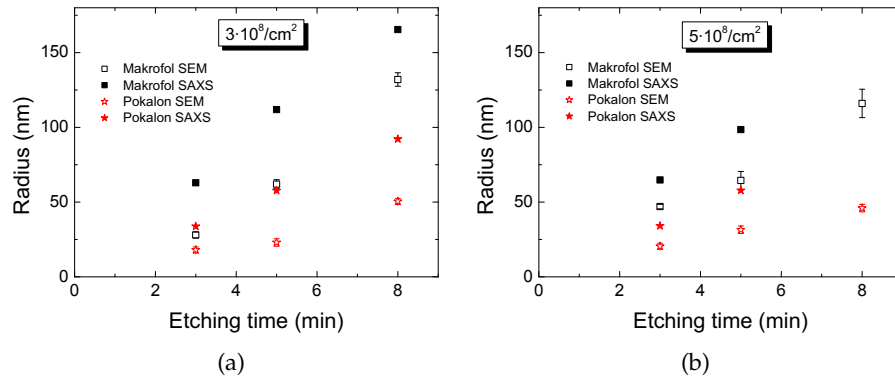 3·10⁸/cm²
Makrofol SEM
Makrofol SAXS
Pokalon SEM
Pokalon SAXS
Radius (nm)
150
100
50
0
0 2 4 6 8
Etching time (min)
(a)
5·10⁸/cm²
Makrofol SEM
Makrofol SAXS
Pokalon SEM
Pokalon SAXS
Radius (nm)
150
100
50
0
0 2 4 6 8
Etching time (min)
(b)